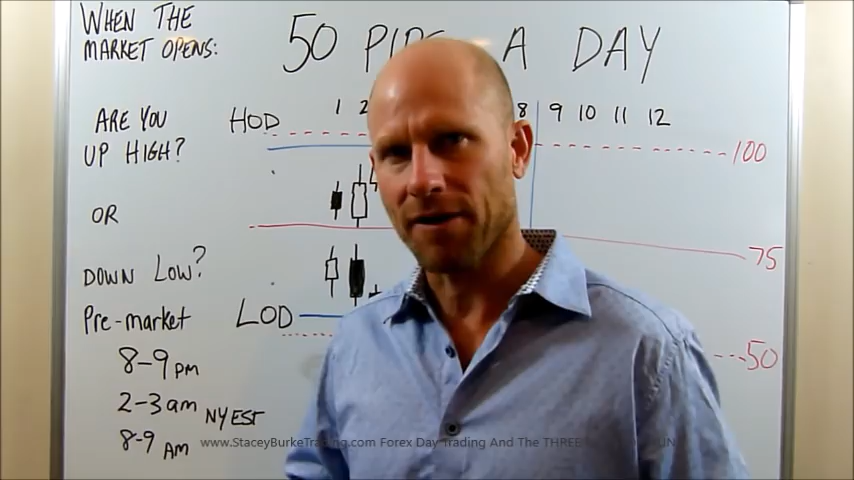 WHEN THE
MARKET OPENS:
50 PIPS A DAY
ARE YOU
UP HIGH?
HOD 1 2 8 9 10 11 12
100
OR
75
DOWN LOW?
Pre-market
LOD
50
8-9 pm
2-3 am NY EST
8-9 Am
www.StaceyBurkeTrading.com Forex Day Trading And The THREE